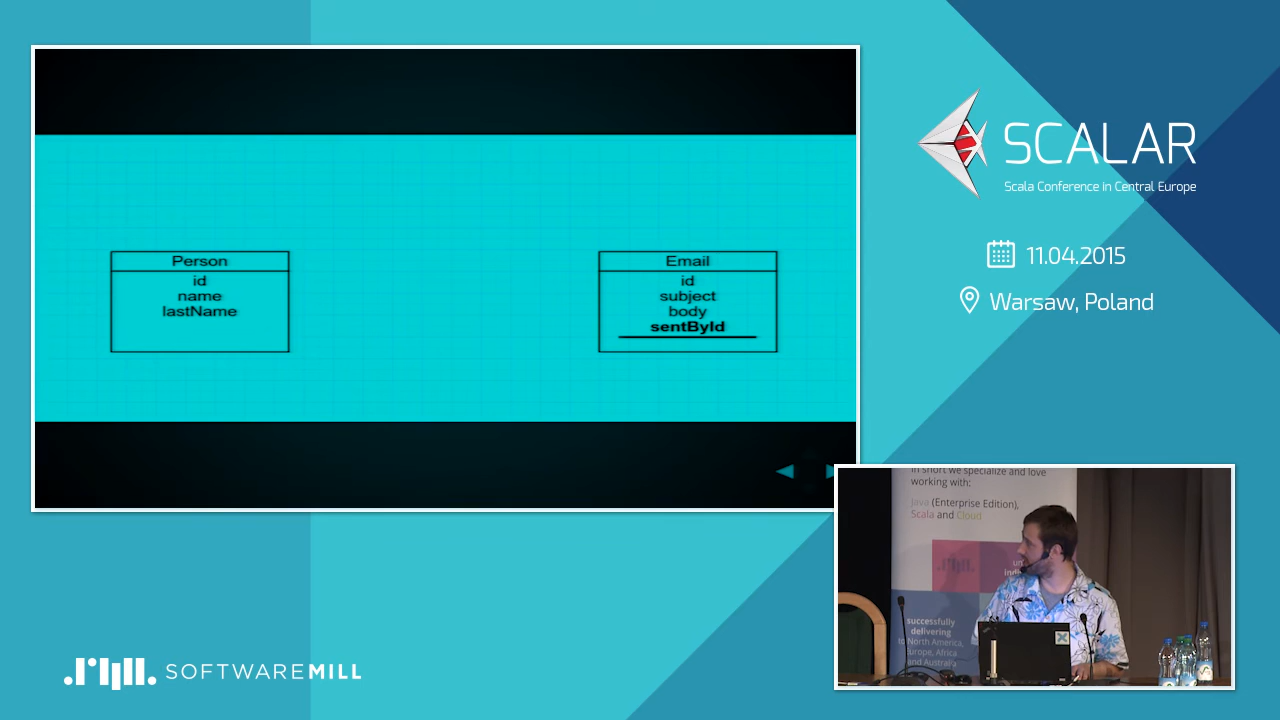 Person
id
name
lastName
Email
id
subject
body
sentById
SCALAR
Scala Conference in Central Europe
11.04.2015
Warsaw, Poland
In short we specialize and love
working with:
Java (Enterprise Edition),
Scala and Cloud
successfully
delivering
to North America,
Europe, Africa
and Australia
SOFTWAREMILL